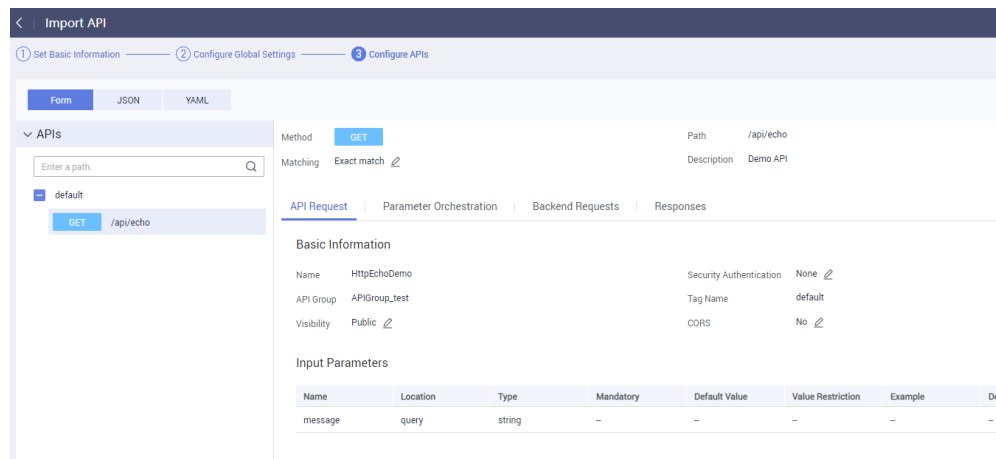 Import API
1 Set Basic Information 2 Configure Global Settings 3 Configure APIs
Form JSON YAML
APIs
Enter a path.
default
GET /api/echo
Method GET Path /api/echo
Matching Exact match Description Demo API
API Request Parameter Orchestration Backend Requests Responses
Basic Information
Name HttpEchoDemo Security Authentication None
API Group APIGroup_test Tag Name default
Visibility Public CORS No
Input Parameters
Name Location Type Mandatory Default Value Value Restriction Example De
message query string -- -- -- -- --